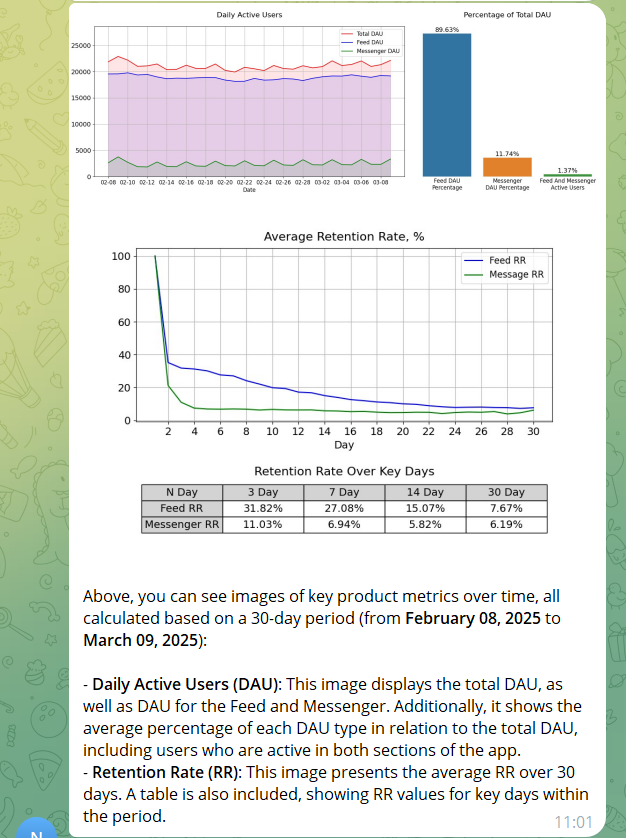 Daily Active Users
Percentage of Total DAU
Total DAU
Feed DAU
Messenger DAU
25000
20000
15000
10000
5000
0
02-08 02-10 02-12 02-14 02-16 02-18 02-20 02-22 02-24 02-26 02-28 03-02 03-04 03-06 03-08
Date
89.63%
11.74%
1.37%
Feed DAU
Percentage
Messenger
DAU Percentage
Feed And Messenger
Active Users
Average Retention Rate, %
Feed RR
Message RR
100
80
60
40
20
0
2 4 6 8 10 12 14 16 18 20 22 24 26 28 30
Day
Retention Rate Over Key Days
N Day 3 Day 7 Day 14 Day 30 Day
Feed RR 31.82% 27.08% 15.07% 7.67%
Messenger RR 11.03% 6.94% 5.82% 6.19%
Above, you can see images of key product metrics over time, all
calculated based on a 30-day period (from February 08, 2025 to
March 09, 2025):
- Daily Active Users (DAU): This image displays the total DAU, as
well as DAU for the Feed and Messenger. Additionally, it shows the
average percentage of each DAU type in relation to the total DAU,
including users who are active in both sections of the app.
- Retention Rate (RR): This image presents the average RR over 30
days. A table is also included, showing RR values for key days within
the period.
11:01
N